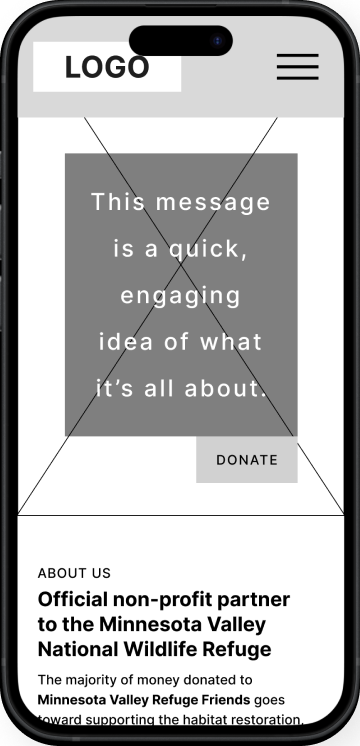 LOGO
This message
is a quick,
engaging
idea of what
it’s all about.
DONATE
ABOUT US
Official non-profit partner
to the Minnesota Valley
National Wildlife Refuge
The majority of money donated to
Minnesota Valley Refuge Friends goes
toward supporting the habitat restoration,